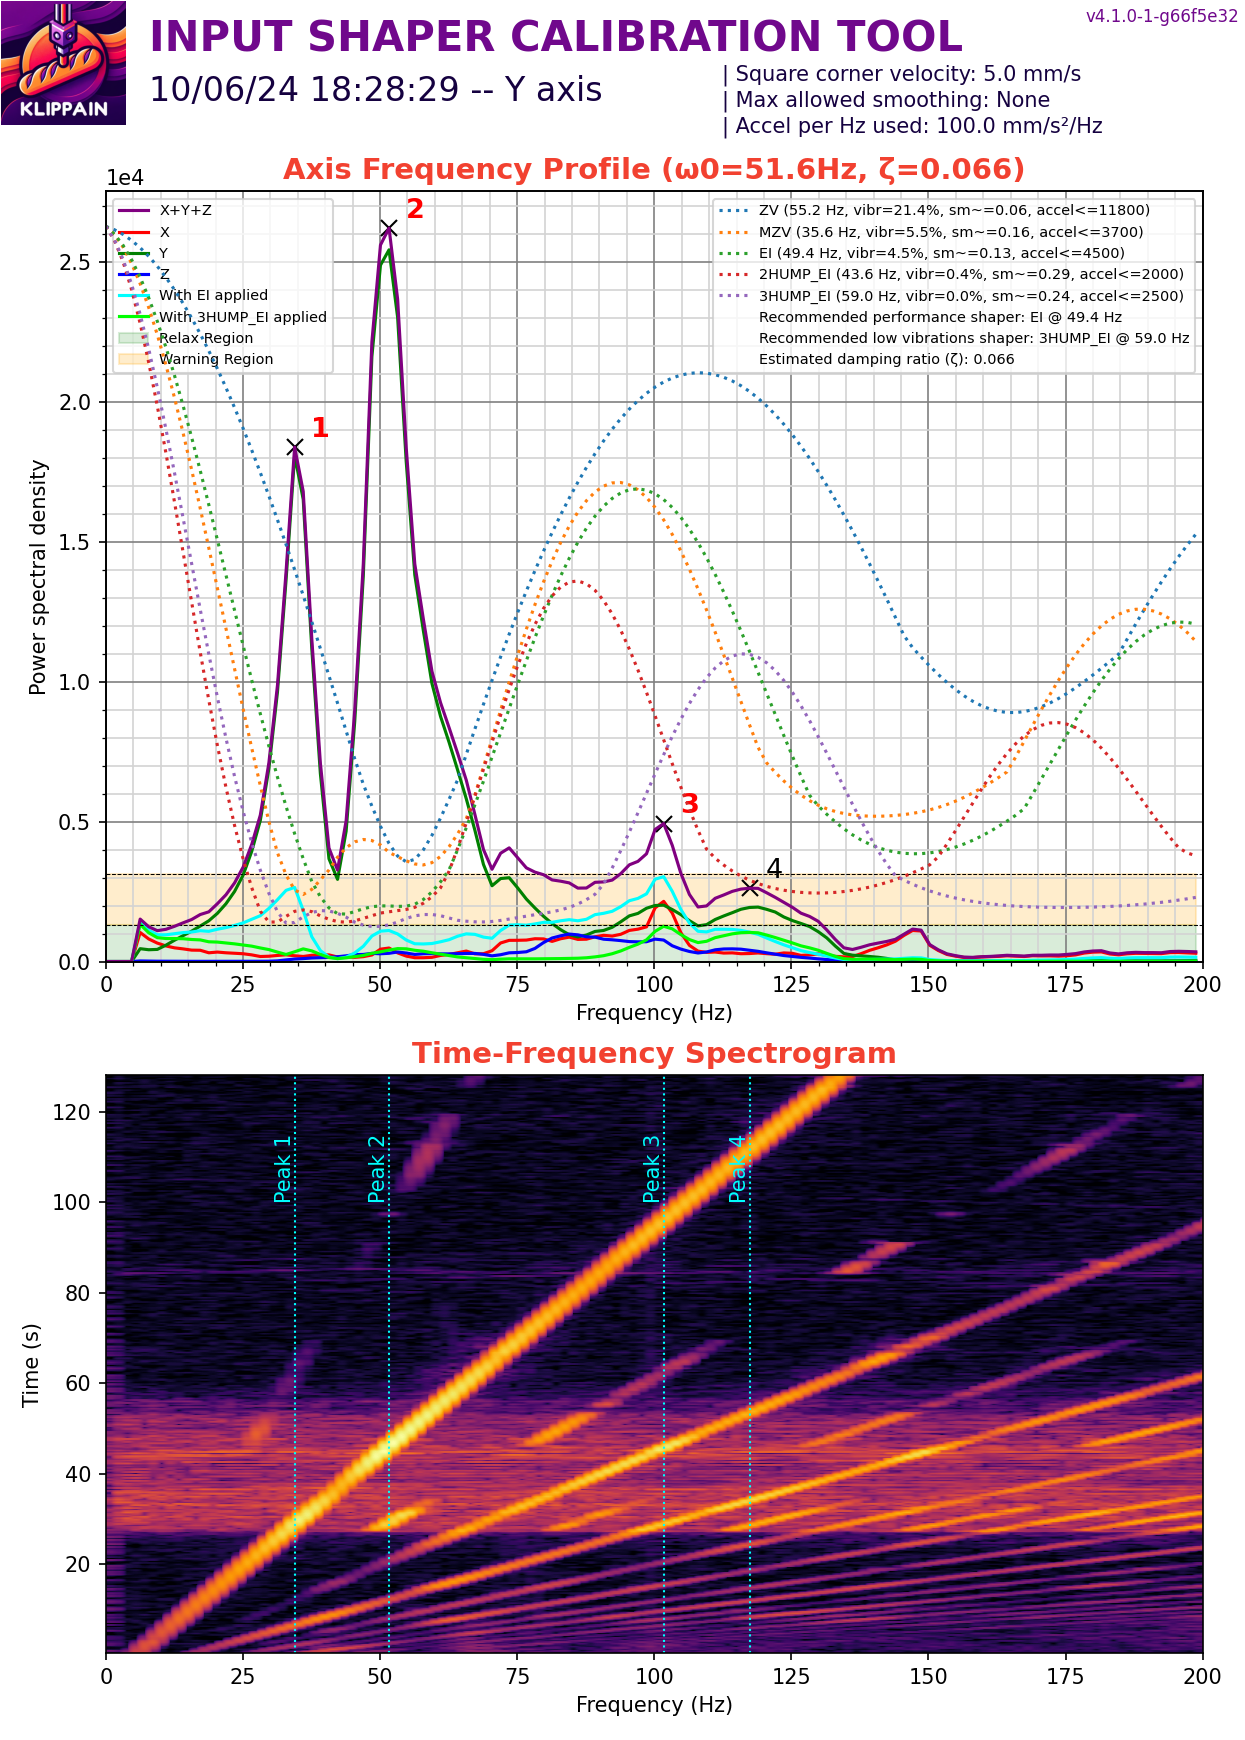 v4.1.0-1-g66f5e32
INPUT SHAPER CALIBRATION TOOL
10/06/24 18:28:29 -- Y axis
| Square corner velocity: 5.0 mm/s
| Max allowed smoothing: None
| Accel per Hz used: 100.0 mm/s²/Hz
KLIPPAIN
Axis Frequency Profile (ω0=51.6Hz, ζ=0.066)
1e4
X+Y+Z
X
Y
Z
With EI applied
With 3HUMP_EI applied
Relax Region
Warning Region
ZV (55.2 Hz, vibr=21.4%, sm~=0.06, accel<=11800)
MZV (35.6 Hz, vibr=5.5%, sm~=0.16, accel<=3700)
EI (49.4 Hz, vibr=4.5%, sm~=0.13, accel<=4500)
2HUMP_EI (43.6 Hz, vibr=0.4%, sm~=0.29, accel<=2000)
3HUMP_EI (59.0 Hz, vibr=0.0%, sm~=0.24, accel<=2500)
Recommended performance shaper: EI @ 49.4 Hz
Recommended low vibrations shaper: 3HUMP_EI @ 59.0 Hz
Estimated damping ratio (ζ): 0.066
2
1
3
4
Power spectral density
2.5
2.0
1.5
1.0
0.5
0.0
0 25 50 75 100 125 150 175 200
Frequency (Hz)
Time-Frequency Spectrogram
Time (s)
120
100
80
60
40
20
Peak 1
Peak 2
Peak 3
Peak 4
0 25 50 75 100 125 150 175 200
Frequency (Hz)